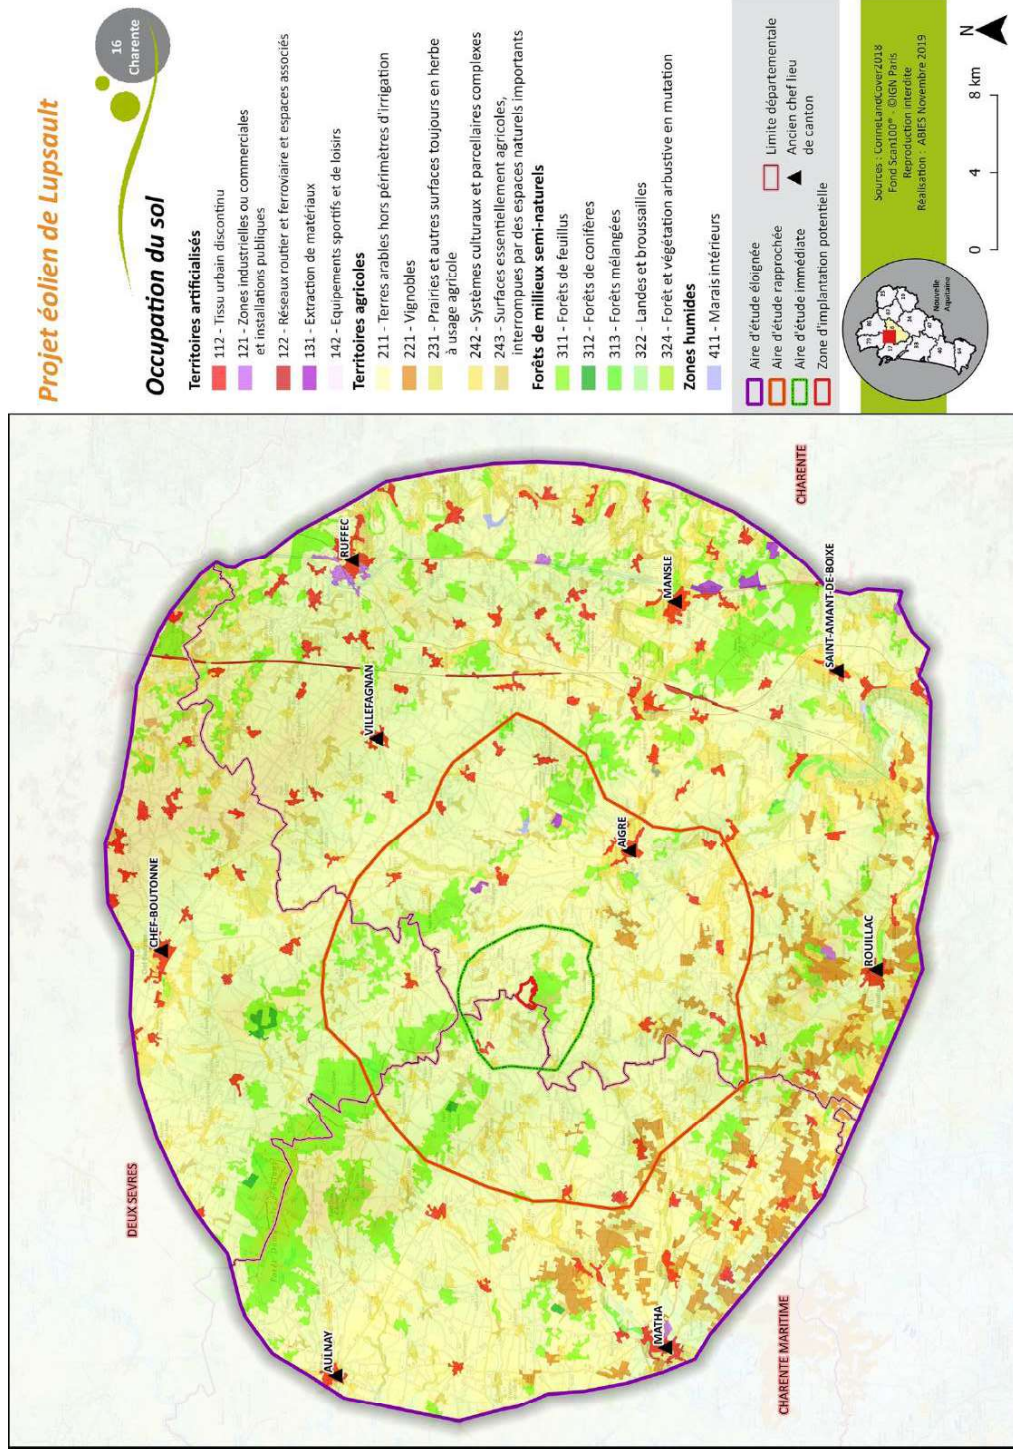 Projet éolien de Lupsault
16
Charente
Occupation du sol
Territoires artificialisés
112 - Tissu urbain discontinu
121 - Zones industrielles ou commerciales
et installations publiques
122 - Réseaux routier et ferroviaire et espaces associés
131 - Extraction de matériaux
142 - Equipements sportifs et de loisirs
Territoires agricoles
211 - Terres arables hors périmètres d'irrigation
221 - Vignobles
231 - Prairies et autres surfaces toujours en herbe
à usage agricole
242 - Systèmes culturaux et parcellaires complexes
243 - Surfaces essentiellement agricoles,
interrompues par des espaces naturels importants
Forêts de millieux semi-naturels
311 - Forêts de feuillus
312 - Forêts de conifères
313 - Forêts mélangées
322 - Landes et broussailles
324 - Forêt et végétation arbustive en mutation
Zones humides
411 - Marais intérieurs
Aire d'étude éloignée
Aire d'étude rapprochée
Aire d'étude immédiate
Zone d'implantation potentielle
Limite départementale
Ancien chef lieu
de canton
Nouvelle
Aquitaine
Sources : CorineLandCover2018
Fond Scan100® - ©IGN Paris
Reproduction interdite
Réalisation : ABIES Novembre 2019
0 4 8 km
N
DEUX SEVRES
CHEF-BOUTONNE
RUFFEC
VILLEFAGNAN
AULNAY
AIGRE
MANSLE
MATHA
CHARENTE MARITIME
ROUILLAC
SAINT-AMANT-DE-BOIXE
CHARENTE